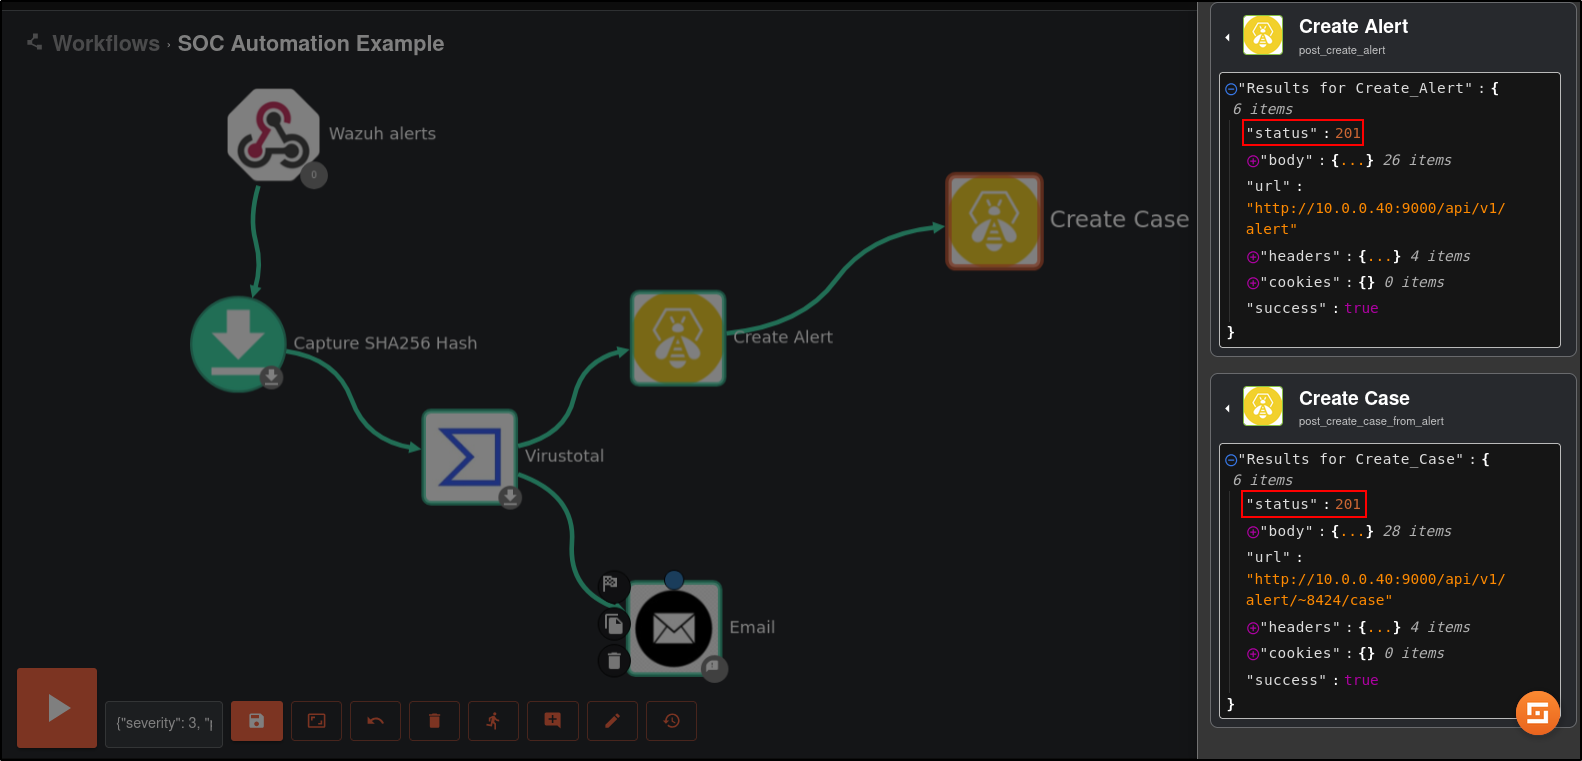 Workflows › SOC Automation Example
Wazuh alerts
0
Create Case
Capture SHA256 Hash
Create Alert
Virustotal
Email
{"severity": 3, "
Create Alert
post_create_alert
"Results for Create_Alert" : {
6 items
"status" : 201
"body" : {...} 26 items
"url" :
"http://10.0.0.40:9000/api/v1/
alert"
"headers" : {...} 4 items
"cookies" : {} 0 items
"success" : true
}
Create Case
post_create_case_from_alert
"Results for Create_Case" : {
6 items
"status" : 201
"body" : {...} 28 items
"url" :
"http://10.0.0.40:9000/api/v1/
alert/~8424/case"
"headers" : {...} 4 items
"cookies" : {} 0 items
"success" : true
}